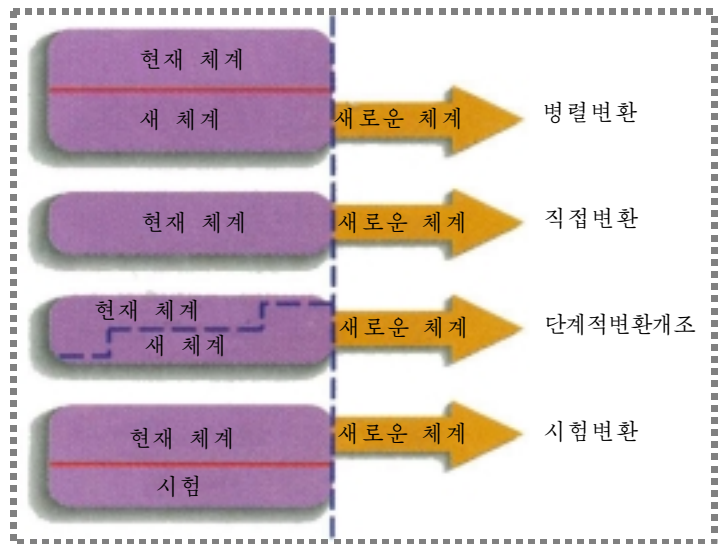 현재 체계
새 체계
새로운 체계
병렬변환
현재 체계
새로운 체계
직접변환
현재 체계
새 체계
새로운 체계
단계적변환개조
현재 체계
시험
새로운 체계
시험변환